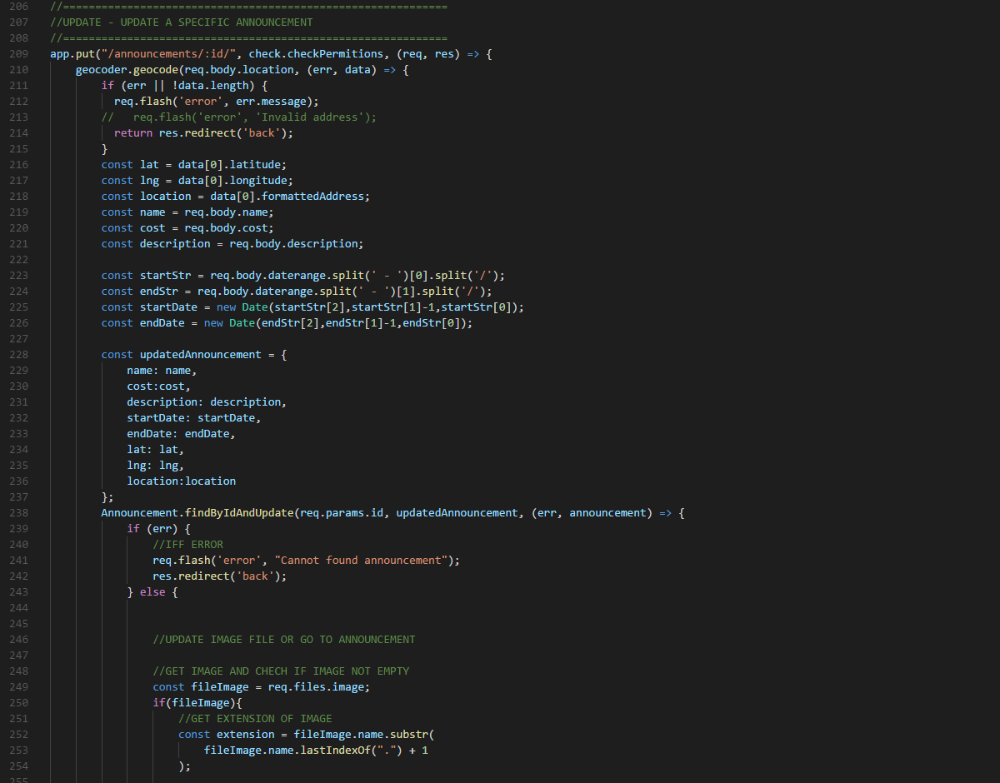 206 //============================================================
207 //UPDATE - UPDATE A SPECIFIC ANNOUNCEMENT
208 //============================================================
209 app.put("/announcements/:id/", check.checkPermitions, (req, res) => {
210     geocoder.geocode(req.body.location, (err, data) => {
211         if (err || !data.length) {
212           req.flash('error', err.message);
213         //   req.flash('error', 'Invalid address');
214           return res.redirect('back');
215         }
216         const lat = data[0].latitude;
217         const lng = data[0].longitude;
218         const location = data[0].formattedAddress;
219         const name = req.body.name;
220         const cost = req.body.cost;
221         const description = req.body.description;
222
223         const startStr = req.body.daterange.split(' - ')[0].split('/');
224         const endStr = req.body.daterange.split(' - ')[1].split('/');
225         const startDate = new Date(startStr[2],startStr[1]-1,startStr[0]);
226         const endDate = new Date(endStr[2],endStr[1]-1,endStr[0]);
227
228         const updatedAnnouncement = {
229             name: name,
230             cost:cost,
231             description: description,
232             startDate: startDate,
233             endDate: endDate,
234             lat: lat,
235             lng: lng,
236             location:location
237         };
238         Announcement.findByIdAndUpdate(req.params.id, updatedAnnouncement, (err, announcement) => {
239             if (err) {
240                 //IFF ERROR
241                 req.flash('error', "Cannot found announcement");
242                 res.redirect('back');
243             } else {
244
245
246                 //UPDATE IMAGE FILE OR GO TO ANNOUNCEMENT
247
248                 //GET IMAGE AND CHECH IF IMAGE NOT EMPTY
249                 const fileImage = req.files.image;
250                 if(fileImage){
251                     //GET EXTENSION OF IMAGE
252                     const extension = fileImage.name.substr(
253                         fileImage.name.lastIndexOf(".") + 1
254                     );
255